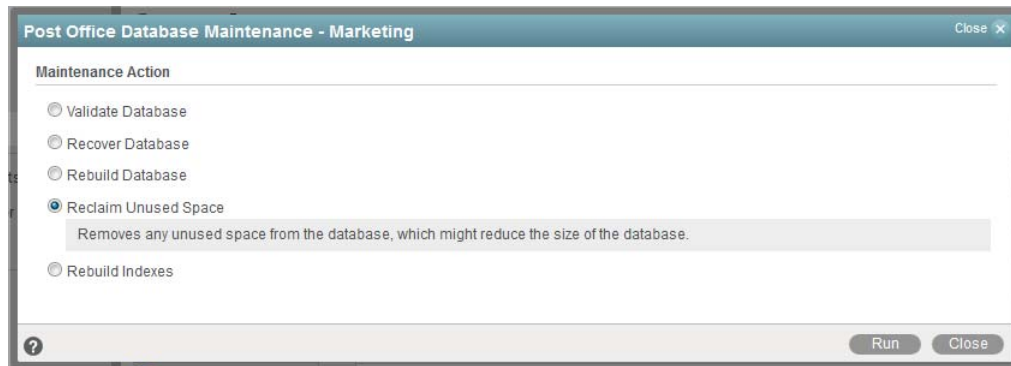 Post Office Database Maintenance - Marketing
Close
Maintenance Action
Validate Database
Recover Database
Rebuild Database
Reclaim Unused Space
Removes any unused space from the database, which might reduce the size of the database.
Rebuild Indexes
?
Run Close